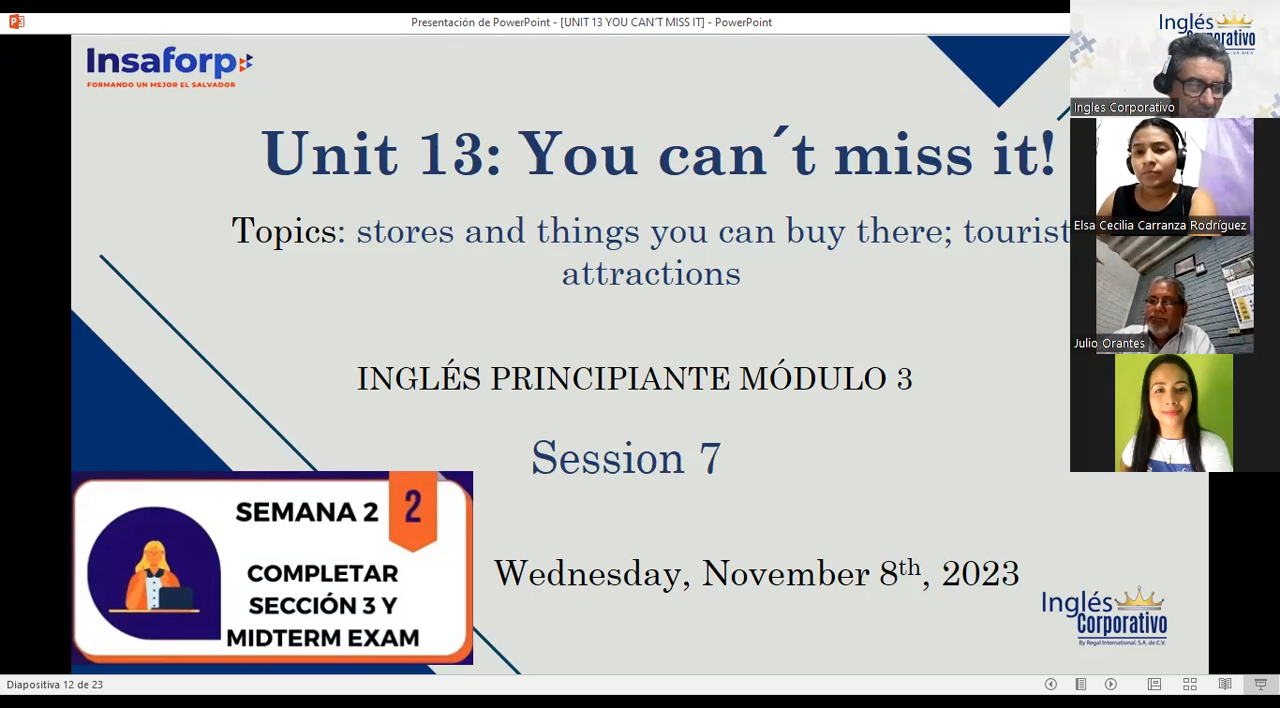 Presentación de PowerPoint - [UNIT 13 YOU CAN´T MISS IT] - PowerPoint
Insaforp
FORMANDO UN MEJOR EL SALVADOR
Unit 13: You can´t miss it!
Topics: stores and things you can buy there; tourist
attractions
INGLÉS PRINCIPIANTE MÓDULO 3
Session 7
SEMANA 2
2
COMPLETAR
SECCIÓN 3 Y
MIDTERM EXAM
Wednesday, November 8th, 2023
Inglés
Corporativo
By Regal International, S.A. de C.V.
Inglés
Corporativo
Ingles Corporativo
Elsa Cecilia Carranza Rodríguez
Julio Orantes
Diapositiva 12 de 23